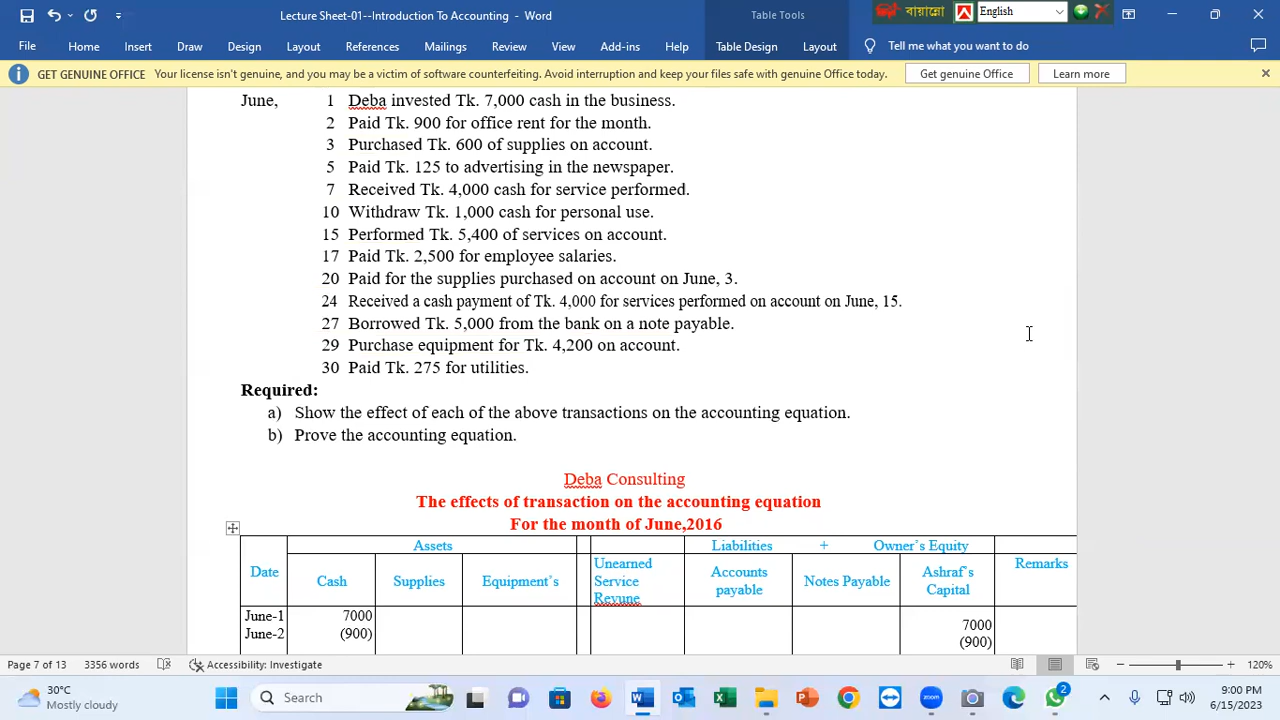 Lecture Sheet-01--Introduction To Accounting - Word
Table Tools
বায়ান্নো
English
File Home Insert Draw Design Layout References Mailings Review View Add-ins Help Table Design Layout Tell me what you want to do
GET GENUINE OFFICE Your license isn't genuine, and you may be a victim of software counterfeiting. Avoid interruption and keep your files safe with genuine Office today. Get genuine Office Learn more
June, 1 Deba invested Tk. 7,000 cash in the business.
2 Paid Tk. 900 for office rent for the month.
3 Purchased Tk. 600 of supplies on account.
5 Paid Tk. 125 to advertising in the newspaper.
7 Received Tk. 4,000 cash for service performed.
10 Withdraw Tk. 1,000 cash for personal use.
15 Performed Tk. 5,400 of services on account.
17 Paid Tk. 2,500 for employee salaries.
20 Paid for the supplies purchased on account on June, 3.
24 Received a cash payment of Tk. 4,000 for services performed on account on June, 15.
27 Borrowed Tk. 5,000 from the bank on a note payable.
29 Purchase equipment for Tk. 4,200 on account.
30 Paid Tk. 275 for utilities.
Required:
a) Show the effect of each of the above transactions on the accounting equation.
b) Prove the accounting equation.
Deba Consulting
The effects of transaction on the accounting equation
For the month of June,2016
Assets Liabilities + Owner's Equity
Date Cash Supplies Equipment's Unearned Service Revune Accounts payable Notes Payable Ashraf's Capital Remarks
June-1 7000 7000
June-2 (900) (900)
Page 7 of 13 3356 words Accessibility: Investigate 120%
30°C
Mostly cloudy
Search
2
9:00 PM
6/15/2023